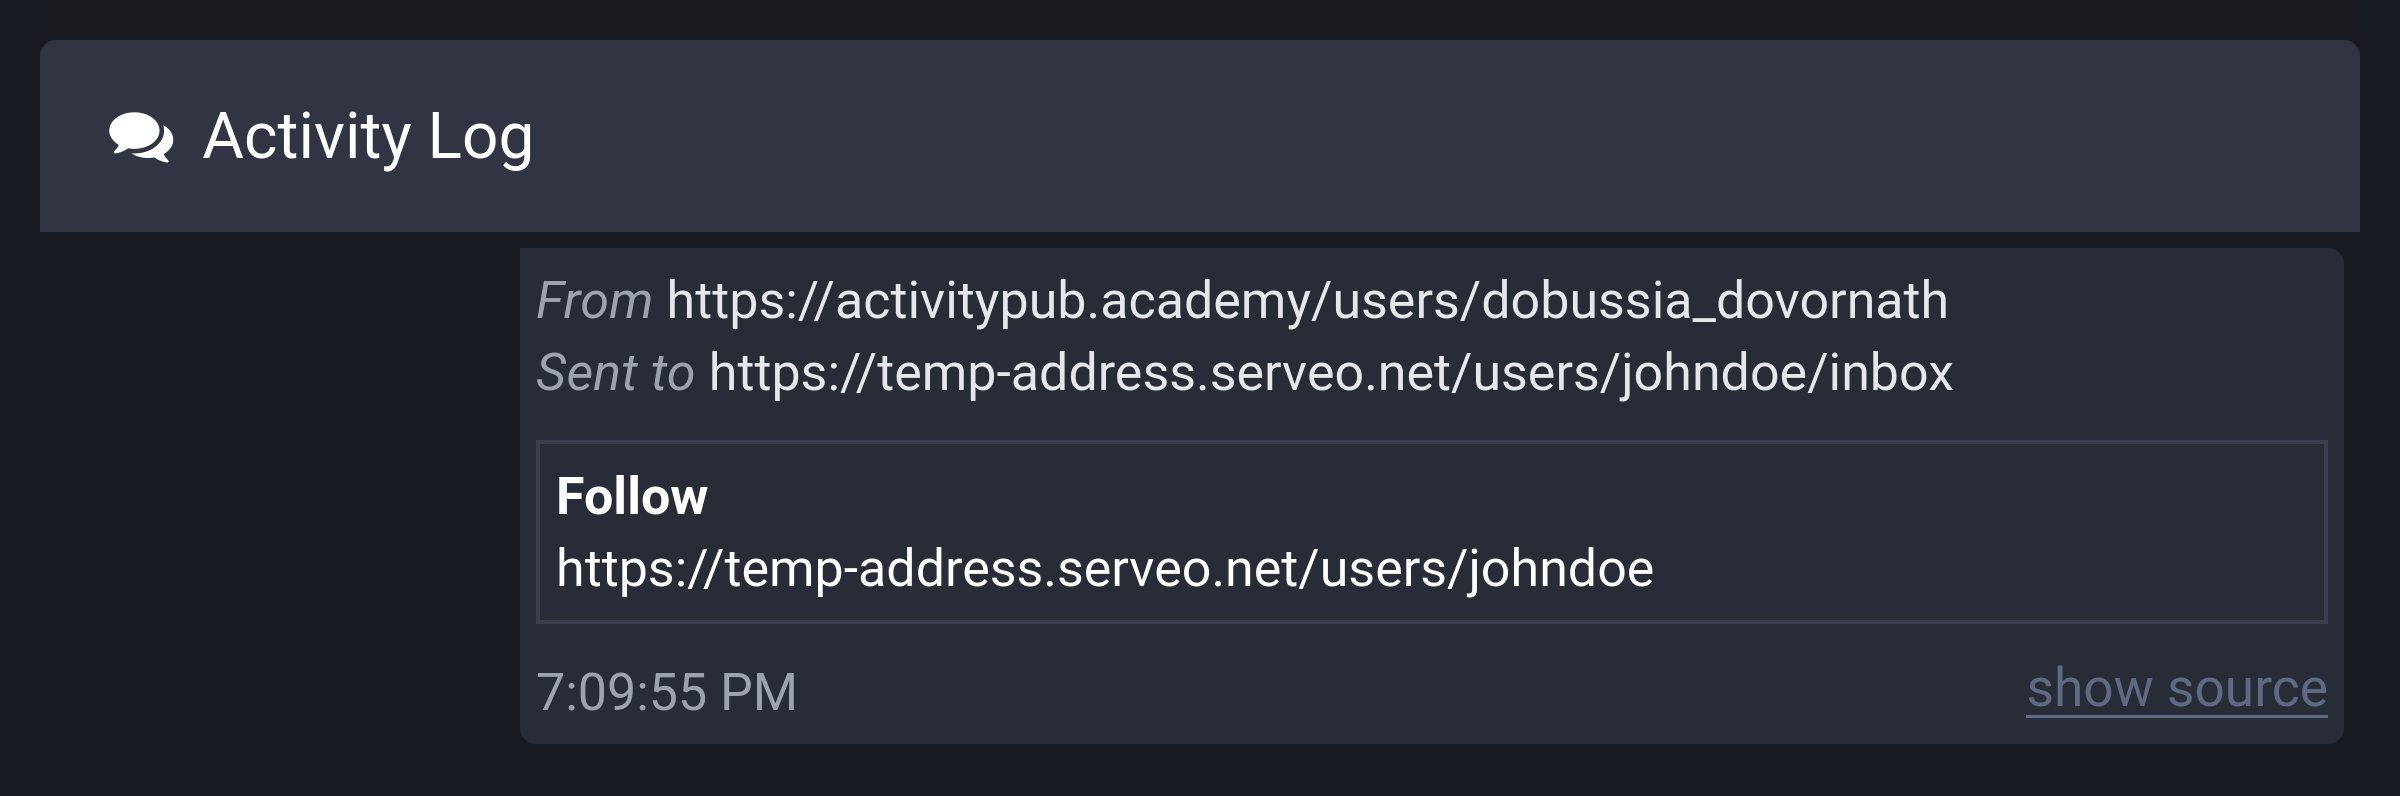 Activity Log
From https://activitypub.academy/users/dobussia_dovornath
Sent to https://temp-address.serveo.net/users/johndoe/inbox
Follow
https://temp-address.serveo.net/users/johndoe
7:09:55 PM
show source